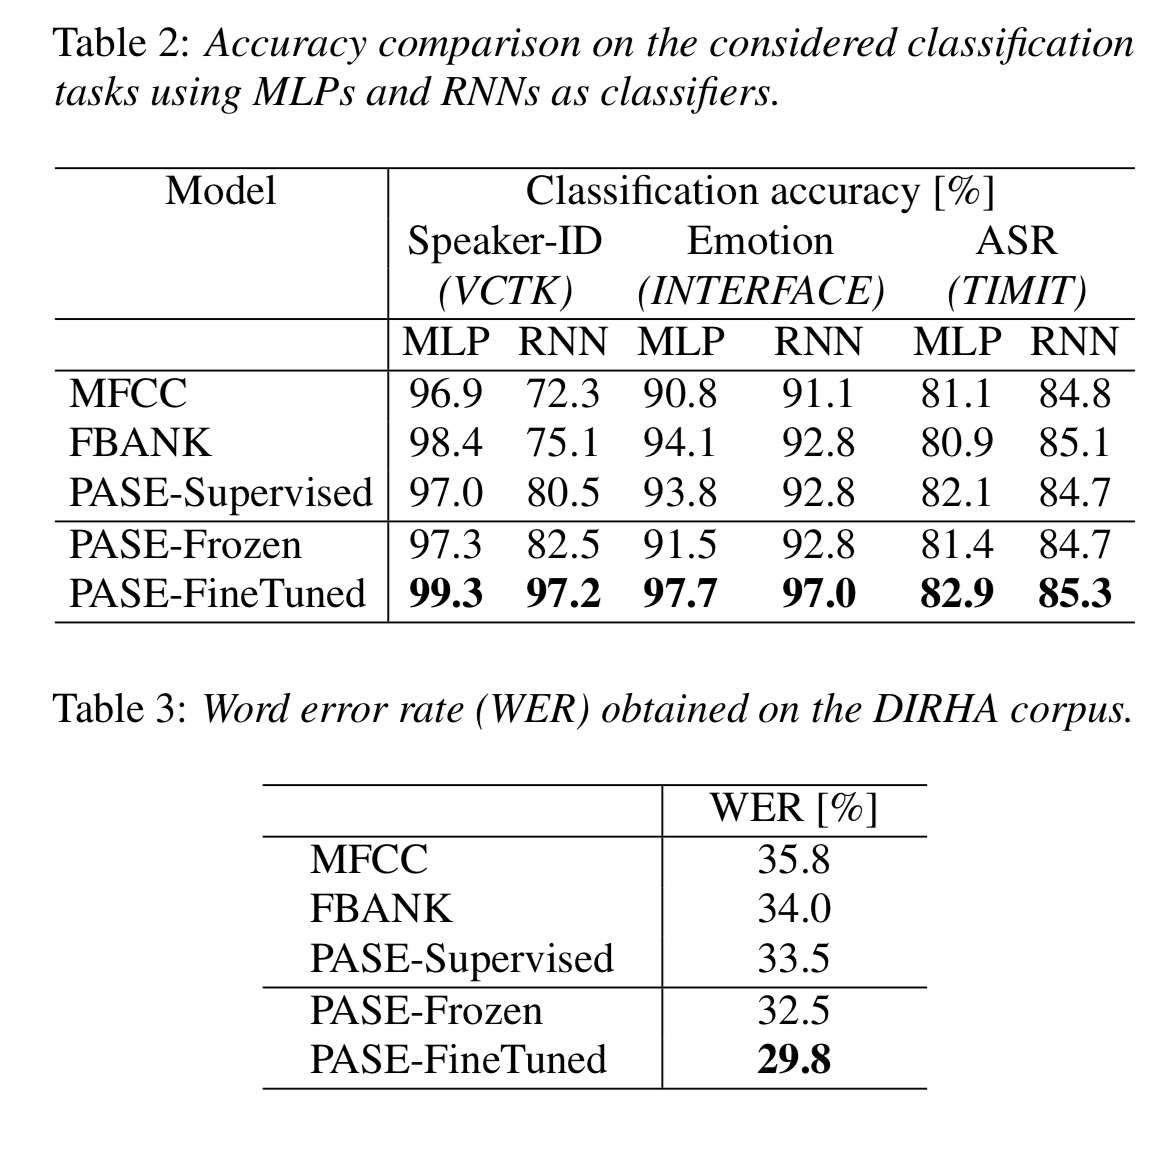 Table 2: Accuracy comparison on the considered classification
tasks using MLPs and RNNs as classifiers.
Model Classification accuracy [%]
Speaker-ID Emotion ASR
(VCTK) (INTERFACE) (TIMIT)
MLP RNN MLP RNN MLP RNN
MFCC 96.9 72.3 90.8 91.1 81.1 84.8
FBANK 98.4 75.1 94.1 92.8 80.9 85.1
PASE-Supervised 97.0 80.5 93.8 92.8 82.1 84.7
PASE-Frozen 97.3 82.5 91.5 92.8 81.4 84.7
PASE-FineTuned 99.3 97.2 97.7 97.0 82.9 85.3
Table 3: Word error rate (WER) obtained on the DIRHA corpus.
WER [%]
MFCC 35.8
FBANK 34.0
PASE-Supervised 33.5
PASE-Frozen 32.5
PASE-FineTuned 29.8